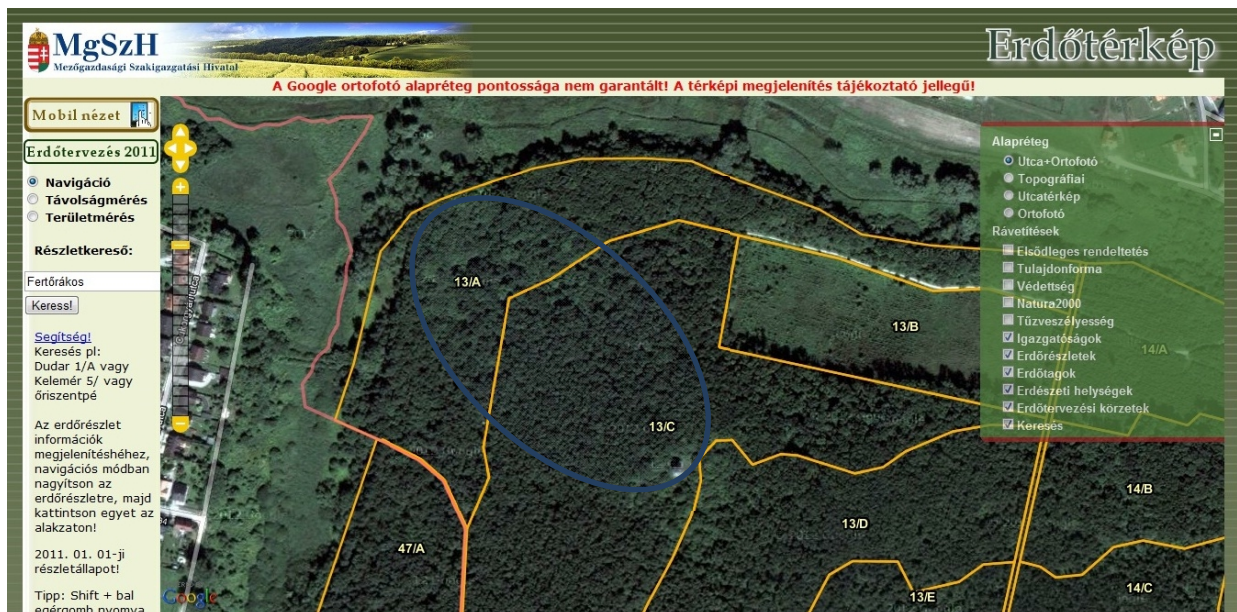 MgSzH
Mezőgazdasági Szakigazgatási Hivatal
Erdőtérkép
A Google ortofotó alapréteg pontossága nem garantált! A térképi megjelenítés tájékoztató jellegű!
Mobil nézet
Erdőtervezés 2011
Navigáció
Távolságmérés
Területmérés
Részletkereső:
Fertőrákos
Keress!
Segítség!
Keresés pl:
Dudar 1/A vagy
Kelemér 5/ vagy
őriszentpé
Az erdőrészlet
információk
megjelenítéshéhez,
navigációs módban
nagyítson az
erdőrészletre, majd
kattintson egyet az
alakzaton!
2011. 01. 01-ji
részletállapot!
Tipp: Shift + bal
egérgomb nyomva
13/A
13/B
13/C
13/D
13/E
47/A
14/A
14/B
14/C
Google
Alapréteg
Utca+Ortofotó
Topográfiai
Utcatérkép
Ortofotó
Rávetítések
Elsődleges rendeltetés
Tulajdonforma
Védettség
Natura2000
Tűzveszélyesség
Igazgatóságok
Erdőrészletek
Erdőtagok
Erdészeti helységek
Erdőtervezési körzetek
Keresés